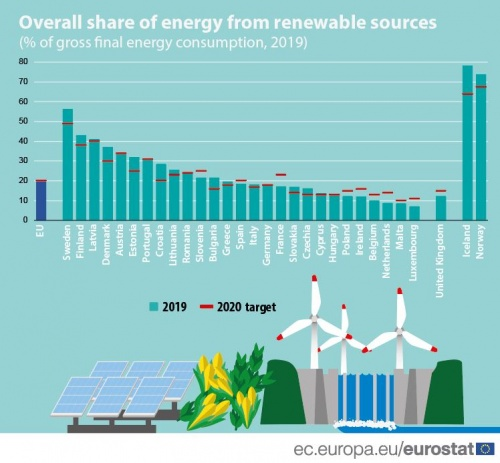 Overall share of energy from renewable sources
(% of gross final energy consumption, 2019)
80
70
60
50
40
30
20
10
0
EU
Sweden
Finland
Latvia
Denmark
Austria
Estonia
Portugal
Croatia
Lithuania
Romania
Slovenia
Bulgaria
Greece
Spain
Italy
Germany
France
Slovakia
Czechia
Cyprus
Hungary
Poland
Ireland
Belgium
Netherlands
Malta
Luxembourg
United Kingdom
Iceland
Norway
2019
2020 target
ec.europa.eu/eurostat